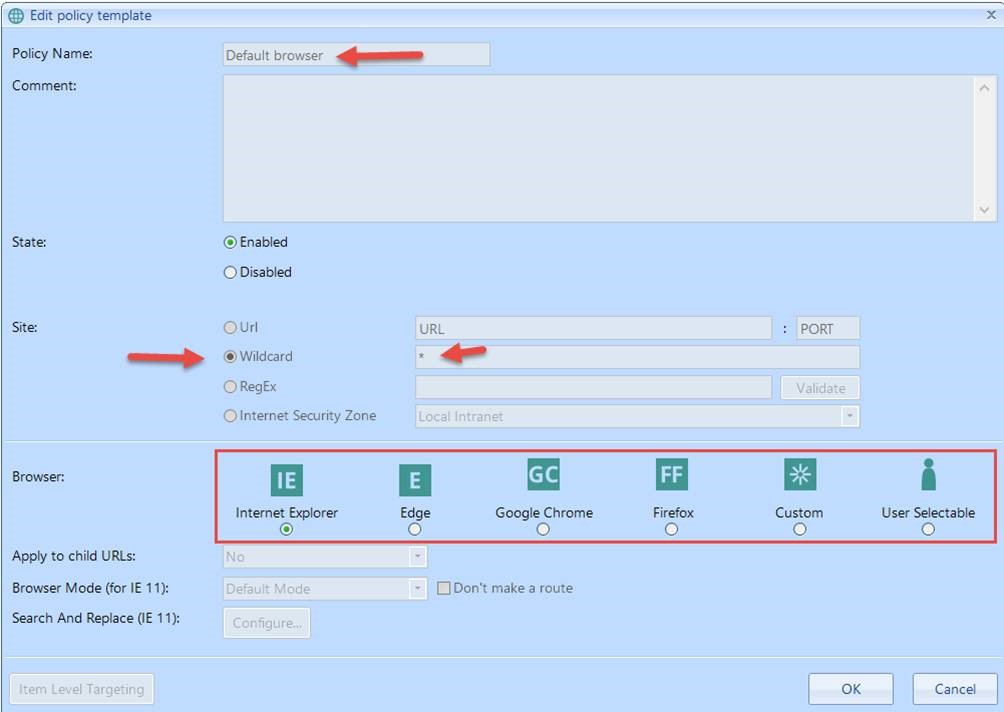 Edit policy template
Policy Name: Default browser
Comment:
State: Enabled
Disabled
Site: Url URL : PORT
Wildcard *
RegEx Validate
Internet Security Zone Local Intranet
IE E GC FF
Browser:
Internet Explorer Edge Google Chrome Firefox Custom User Selectable
Apply to child URLs: No
Browser Mode (for IE 11): Default Mode Don't make a route
Search And Replace (IE 11): Configure...
Item Level Targeting OK Cancel